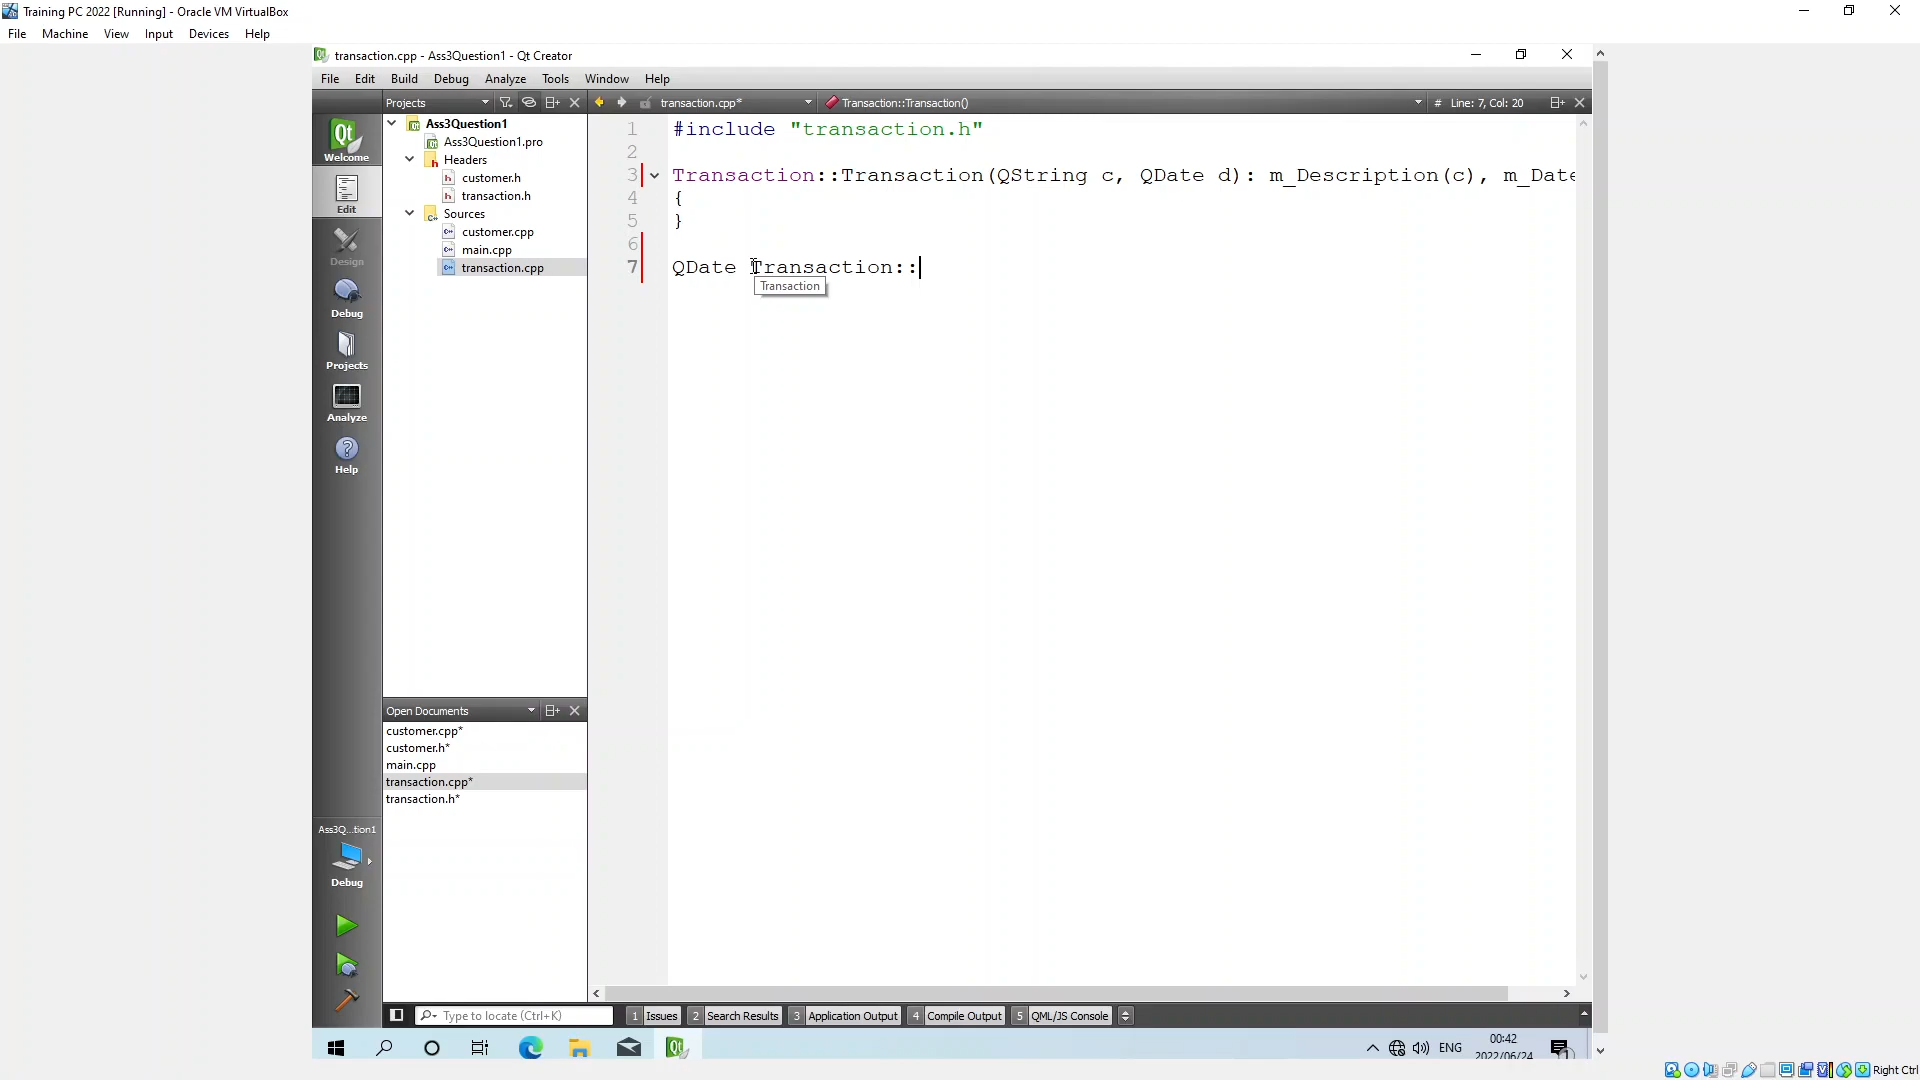 Training PC 2022 [Running] - Oracle VM VirtualBox
File Machine View Input Devices Help
transaction.cpp - Ass3Question1 - Qt Creator
File Edit Build Debug Analyze Tools Window Help
Projects
transaction.cpp*
Transaction::Transaction()
# Line: 7, Col: 20
Qt
Welcome
Edit
Design
Debug
Projects
Analyze
Help
Ass3Question1
Ass3Question1.pro
Headers
customer.h
transaction.h
Sources
customer.cpp
main.cpp
transaction.cpp
1 #include "transaction.h"
2
3 Transaction::Transaction(QString c, QDate d): m_Description(c), m_Date
4 {
5 }
6
7 QDate Transaction::
Transaction
Open Documents
customer.cpp*
customer.h*
main.cpp
transaction.cpp*
transaction.h*
Ass3Q...tion1
Debug
Type to locate (Ctrl+K)
1 Issues 2 Search Results 3 Application Output 4 Compile Output 5 QML/JS Console
ENG
00:42
2022/06/24
Right Ctrl